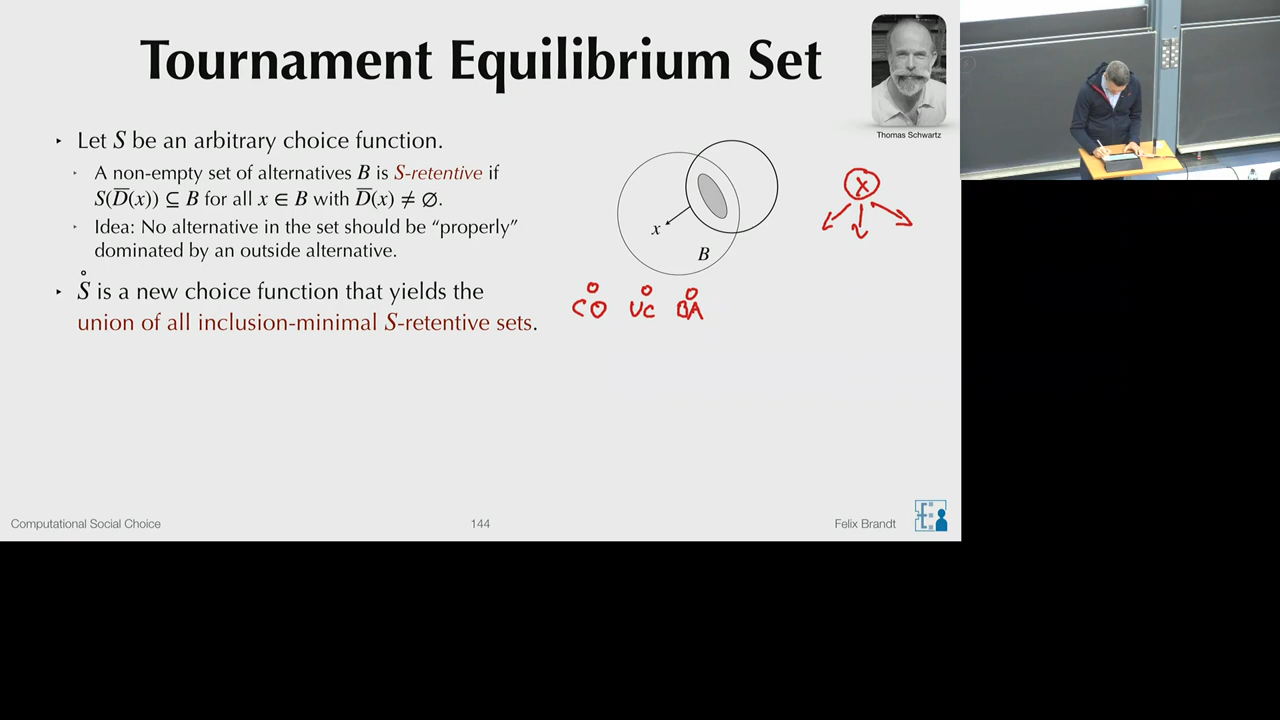 Tournament Equilibrium Set
Thomas Schwartz
‣ Let S be an arbitrary choice function.
‣ A non-empty set of alternatives B is S-retentive if
S(D̅(x)) ⊆ B for all x ∈ B with D̅(x) ≠ ∅.
‣ Idea: No alternative in the set should be “properly”
dominated by an outside alternative.
‣ S̊ is a new choice function that yields the
union of all inclusion-minimal S-retentive sets.
x
B
X
CO̊ UC̊ BÅ
Computational Social Choice
144
Felix Brandt